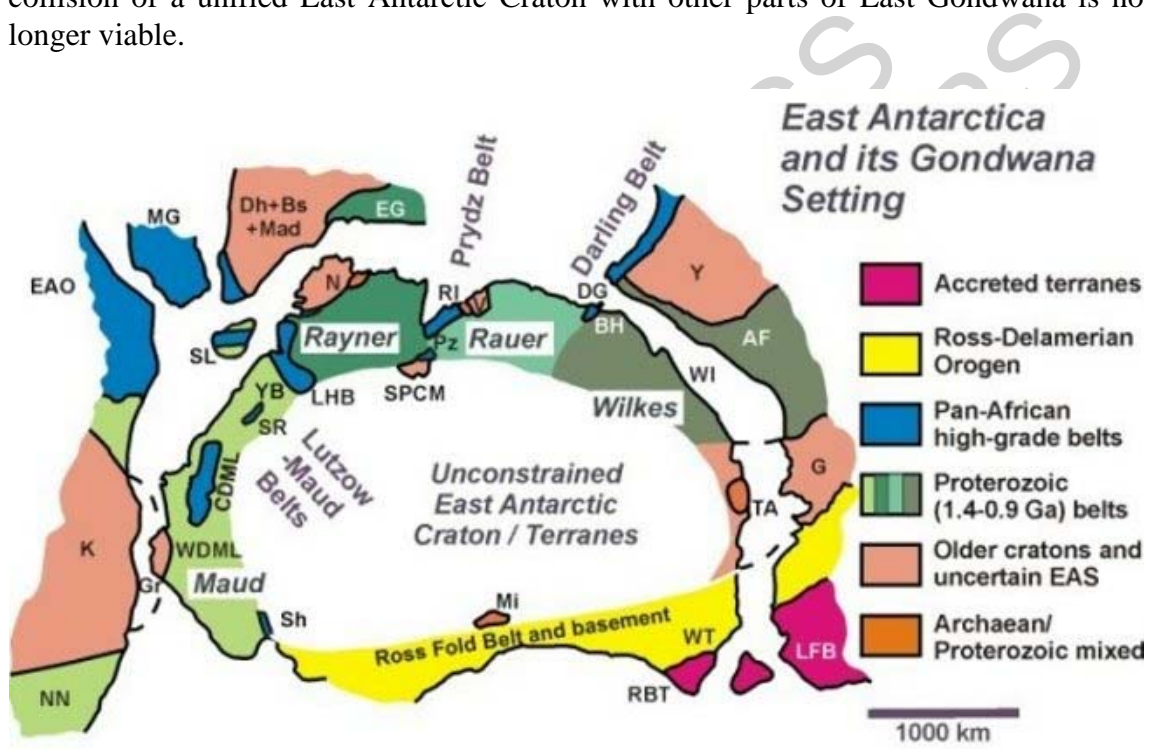 collision of a unified East Antarctic Craton with other parts of East Gondwana is no
longer viable.
East Antarctica
and its Gondwana
Setting
Prydz Belt
Darling Belt
MG
Dh+Bs
+Mad
EG
EAO
N
RI
V
DG
Y
SL
Rayner
Pz
Rauer
BH
AF
YB
LHB
SPCM
WI
SR
Wilkes
CDML
Lutzow
-Maud
Belts
Unconstrained
East Antarctic
Craton / Terranes
G
TA
K
WDML
Gr
Maud
Sh
Mi
Ross Fold Belt and basement
WT
LFB
NN
RBT
Accreted terranes
Ross-Delamerian
Orogen
Pan-African
high-grade belts
Proterozoic
(1.4-0.9 Ga) belts
Older cratons and
uncertain EAS
Archaean/
Proterozoic mixed
1000 km